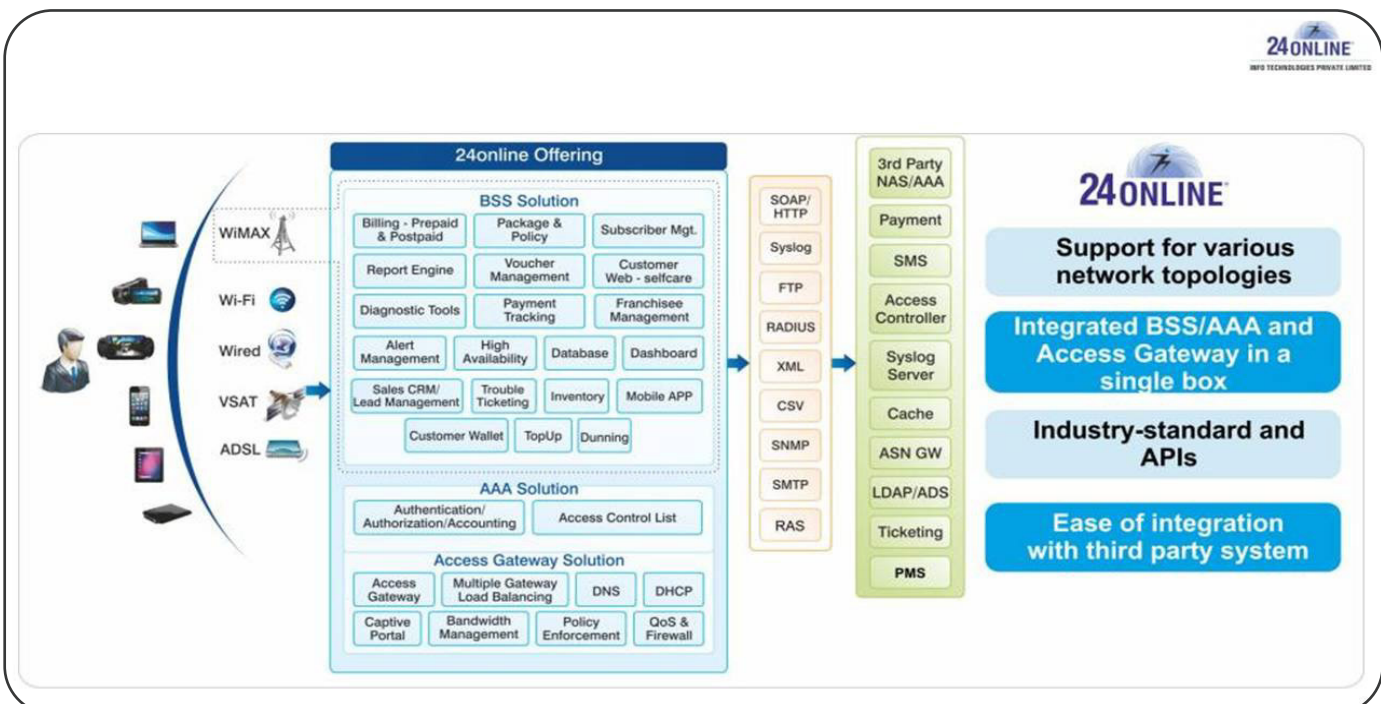 24ONLINE
INFO TECHNOLOGIES PRIVATE LIMITED
WiMAX
Wi-Fi
Wired
VSAT
ADSL
24online Offering
BSS Solution
Billing - Prepaid
& Postpaid
Package &
Policy
Subscriber Mgt.
Report Engine
Voucher
Management
Customer
Web - selfcare
Diagnostic Tools
Payment
Tracking
Franchisee
Management
Alert
Management
High
Availability
Database
Dashboard
Sales CRM/
Lead Management
Trouble
Ticketing
Inventory
Mobile APP
Customer Wallet
TopUp
Dunning
AAA Solution
Authentication/
Authorization/Accounting
Access Control List
Access Gateway Solution
Access
Gateway
Multiple Gateway
Load Balancing
DNS
DHCP
Captive
Portal
Bandwidth
Management
Policy
Enforcement
QoS &
Firewall
SOAP/
HTTP
Syslog
FTP
RADIUS
XML
CSV
SNMP
SMTP
RAS
3rd Party
NAS/AAA
Payment
SMS
Access
Controller
Syslog
Server
Cache
ASN GW
LDAP/ADS
Ticketing
PMS
24ONLINE
Support for various
network topologies
Integrated BSS/AAA and
Access Gateway in a
single box
Industry-standard and
APIs
Ease of integration
with third party system